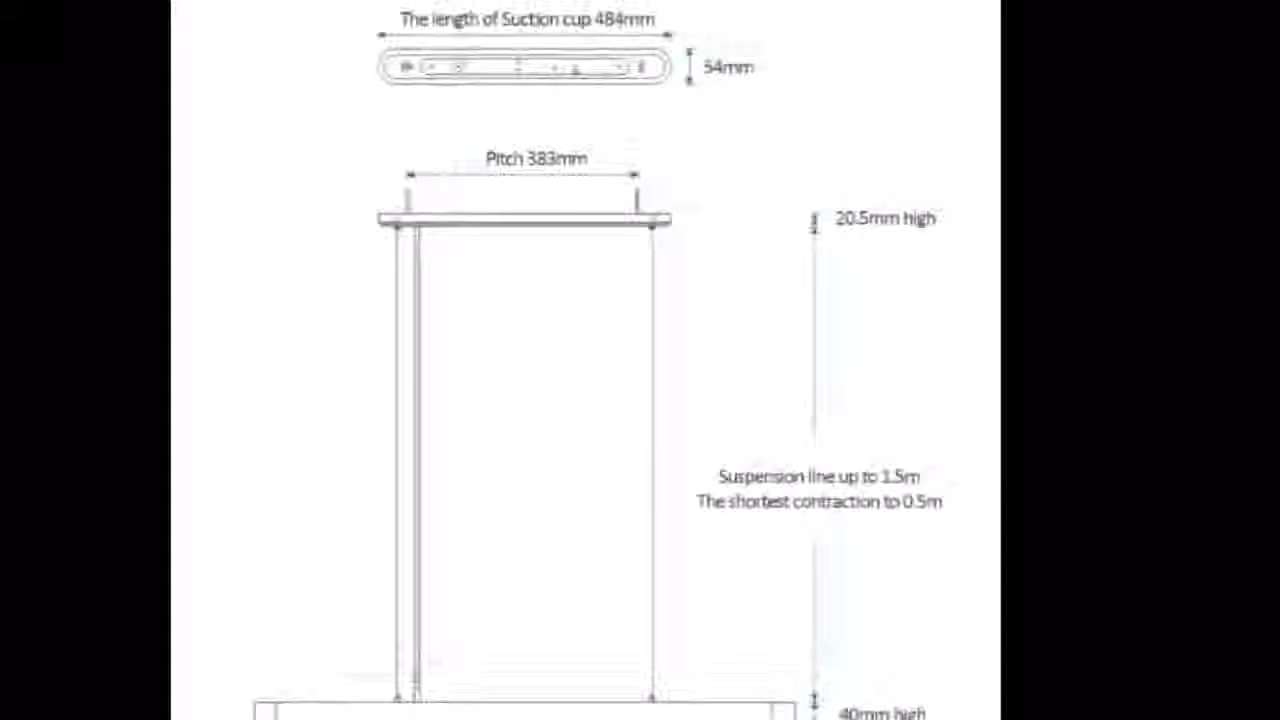 The length of Suction cup 484mm
54mm
Pitch 383mm
20.5mm high
Suspension line up to 1.5m
The shortest contraction to 0.5m
40mm high